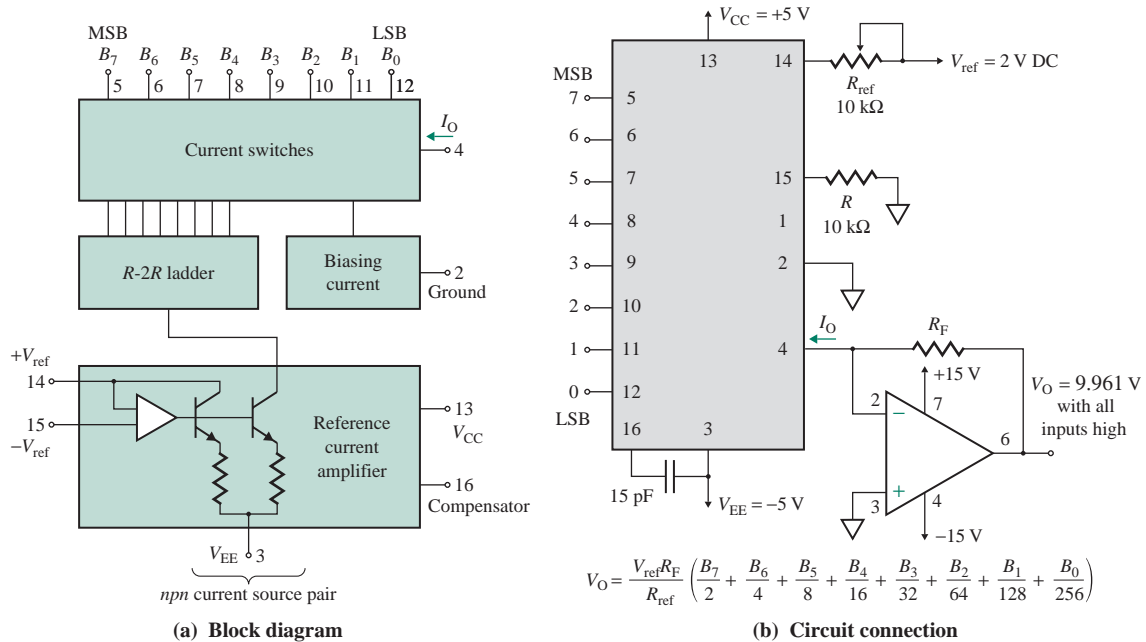 MSB LSB
B7 B6 B5 B4 B3 B2 B1 B0
5 6 7 8 9 10 11 12
Current switches
IO
4
R-2R ladder
Biasing
current
2
Ground
+Vref
14
15
−Vref
Reference
current
amplifier
13
VCC
16
Compensator
VEE 3
npn current source pair
(a) Block diagram
VCC = +5 V
13
14
Rref
10 kΩ
Vref = 2 V DC
MSB
7 5
6 6
5 7
4 8
3 9
2 10
1 11
0 12
LSB
15
R
10 kΩ
1
2
4
IO
RF
16
3
15 pF
VEE = −5 V
+15 V
2
−
7
6
+
3
4
−15 V
VO = 9.961 V
with all
inputs high
VO = VrefRF/Rref (B7/2 + B6/4 + B5/8 + B4/16 + B3/32 + B2/64 + B1/128 + B0/256)
(b) Circuit connection